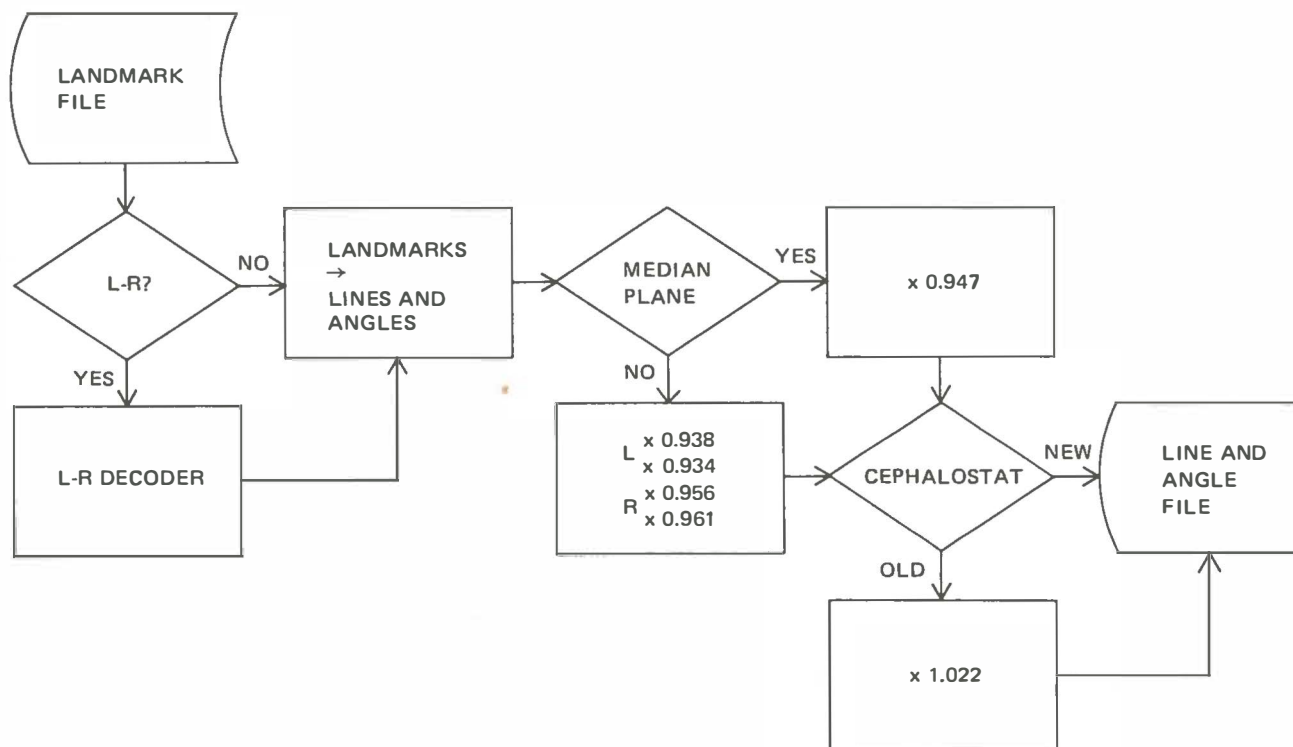 LANDMARK
FILE
L-R?
NO
YES
L-R DECODER
LANDMARKS
→
LINES AND
ANGLES
MEDIAN
PLANE
YES
x 0.947
NO
L x 0.938
x 0.934
R x 0.956
x 0.961
CEPHALOSTAT
NEW
LINE AND
ANGLE
FILE
OLD
x 1.022